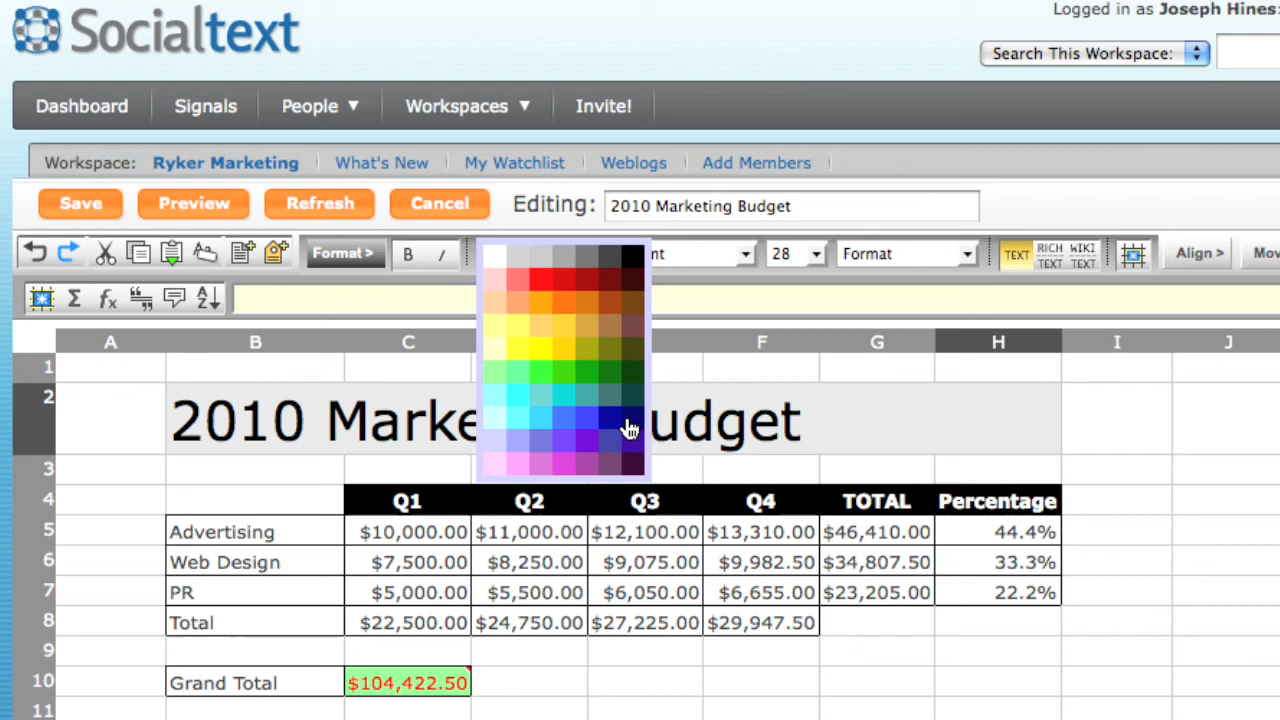 Socialtext
Logged in as Joseph Hines:
Search This Workspace:
Dashboard Signals People ▼ Workspaces ▼ Invite!
Workspace: Ryker Marketing What's New My Watchlist Weblogs Add Members
Save Preview Refresh Cancel Editing: 2010 Marketing Budget
Format > B I nt 28 Format TEXT RICH TEXT WIKI TEXT Align > Mov
Σ fx A Z
A B C F G H I J
1
2 2010 Marke udget
3
4 Q1 Q2 Q3 Q4 TOTAL Percentage
5 Advertising $10,000.00 $11,000.00 $12,100.00 $13,310.00 $46,410.00 44.4%
6 Web Design $7,500.00 $8,250.00 $9,075.00 $9,982.50 $34,807.50 33.3%
7 PR $5,000.00 $5,500.00 $6,050.00 $6,655.00 $23,205.00 22.2%
8 Total $22,500.00 $24,750.00 $27,225.00 $29,947.50
9
10 Grand Total $104,422.50
11